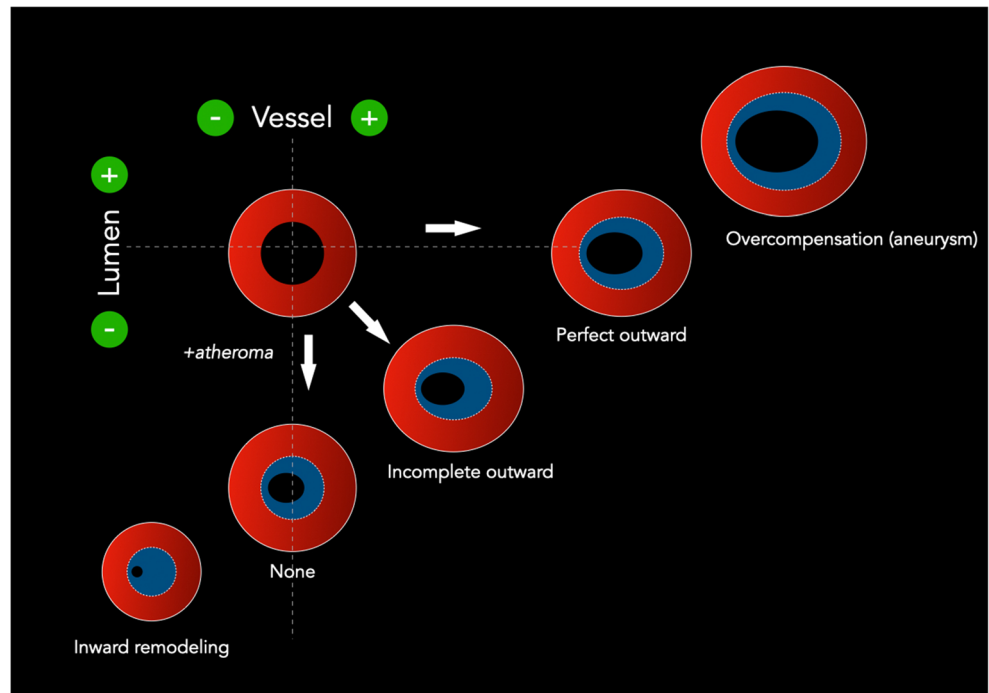 - Vessel +
+
Lumen
-
Overcompensation (aneurysm)
Perfect outward
+atheroma
Incomplete outward
None
Inward remodeling